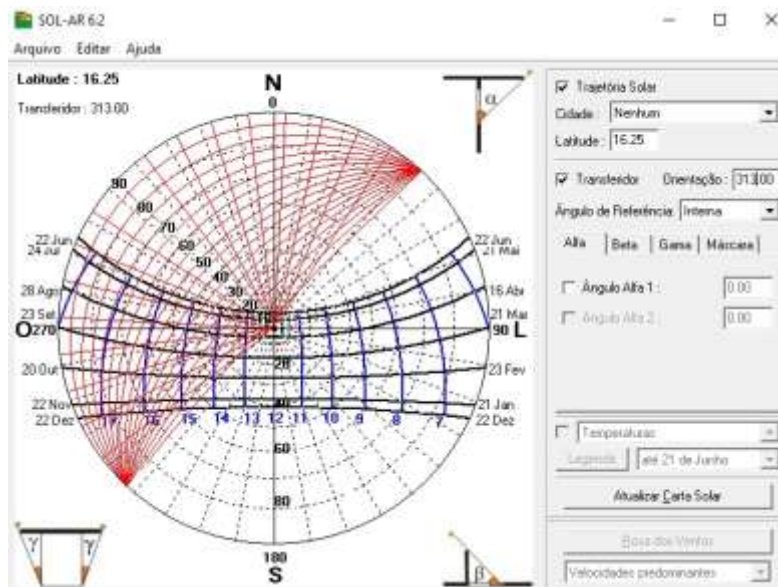 SOL-AR 6.2
Arquivo Editar Ajuda
Latitude : 16.25
Transferidor : 313.00
N
0
α
90
80
70
60
50
40
30
20
10
22 Jun
24 Jul
28 Ago
23 Set
O 270
20 Out
22 Nov
22 Dez
22 Jun
21 Mai
16 Abr
21 Mar
90 L
23 Fev
21 Jan
22 Dez
20
40
17 16 15 14 13 12 11 10 9 8 7
60
80
180
S
γ γ
β
Trajetória Solar
Cidade : Nenhum
Latitude : 16.25
Transferidor Orientação : 313.00
Ângulo de Referência: Interna
Alfa Beta Gama Máscara
Ângulo Alfa 1 : 0.00
Ângulo Alfa 2 : 0.00
Temperaturas
Legenda até 21 de Junho
Atualizar Carta Solar
Rosa dos Ventos
Velocidades predominantes